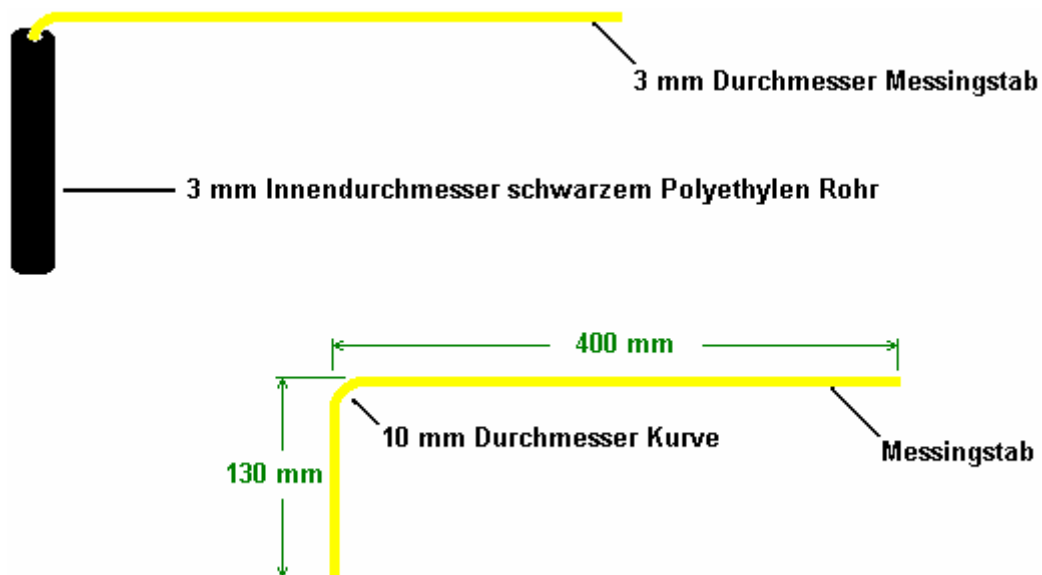 3 mm Durchmesser Messingstab
3 mm Innendurchmesser schwarzem Polyethylen Rohr
400 mm
10 mm Durchmesser Kurve
Messingstab
130 mm